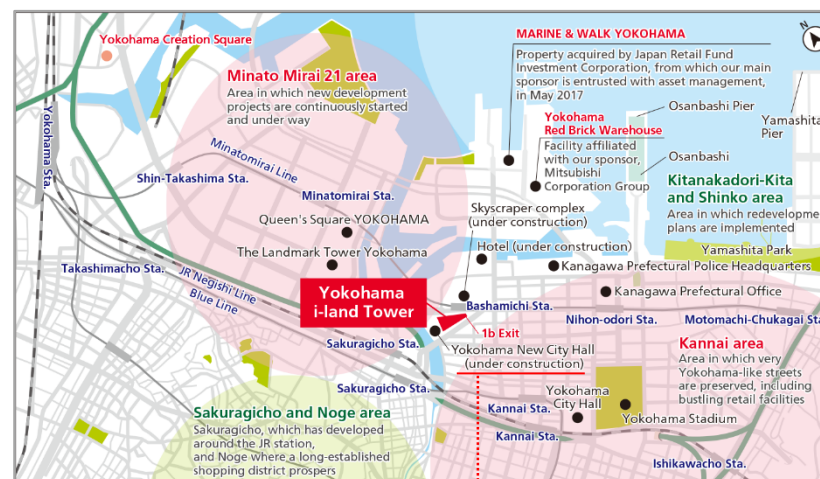 Yokohama Creation Square
Minato Mirai 21 area
Area in which new development
projects are continuously started
and under way
MARINE & WALK YOKOHAMA
Property acquired by Japan Retail Fund
Investment Corporation, from which our main
sponsor is entrusted with asset management,
in May 2017
N
Yokohama
Red Brick Warehouse
Facility affiliated
with our sponsor,
Mitsubishi
Corporation Group
Osanbashi Pier
Yamashita
Pier
Osanbashi
Yokohama Sta.
Shin-Takashima Sta.
Minatomirai Line
Minatomirai Sta.
Kitanakadori-Kita
and Shinko area
Area in which redevelopme
plans are implemented
Queen's Square YOKOHAMA
Skyscraper complex
(under construction)
The Landmark Tower Yokohama
Hotel (under construction)
Yamashita Park
Takashimacho Sta.
JR Negishi Line
Blue Line
Kanagawa Prefectural Police Headquarters
Yokohama
i-land Tower
Bashamichi Sta.
Kanagawa Prefectural Office
1b Exit
Nihon-odori Sta.
Motomachi-Chukagai Sta
Sakuragicho Sta.
Yokohama New City Hall
(under construction)
Kannai area
Area in which very
Yokohama-like streets
are preserved, including
bustling retail facilities
Sakuragicho Sta.
Yokohama
City Hall
Kannai Sta.
Yokohama Stadium
Kannai Sta.
Sakuragicho and Noge area
Sakuragicho, which has developed
around the JR station,
and Noge where a long-established
shopping district prospers
Ishikawacho Sta.